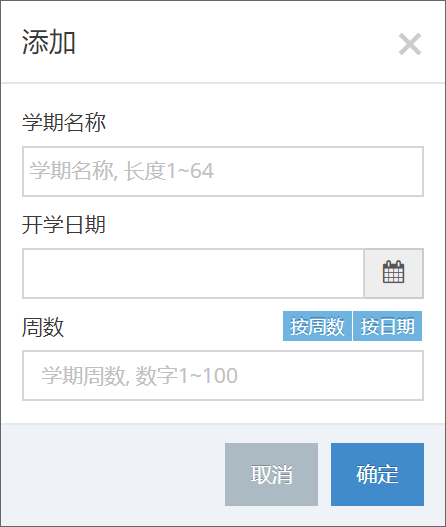 添加
学期名称
学期名称, 长度1~64
开学日期
周数 按周数 按日期
学期周数, 数字1~100
取消 确定